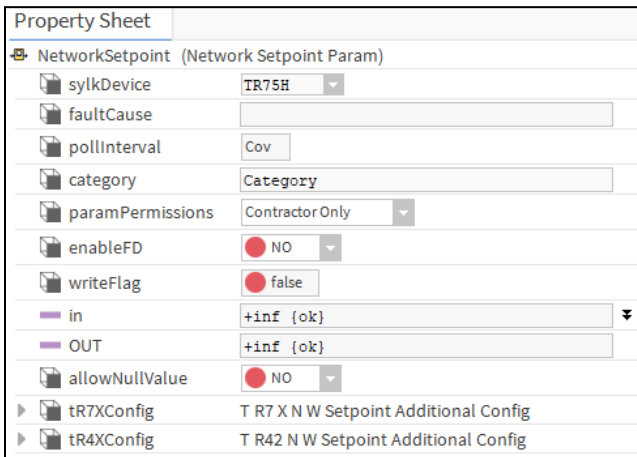 Property Sheet
NetworkSetpoint (Network Setpoint Param)
sylkDevice TR75H
faultCause
pollInterval Cov
category Category
paramPermissions Contractor Only
enableFD NO
writeFlag false
in +inf {ok}
OUT +inf {ok}
allowNullValue NO
tR7XConfig T R7 X N W Setpoint Additional Config
tR4XConfig T R42 N W Setpoint Additional Config